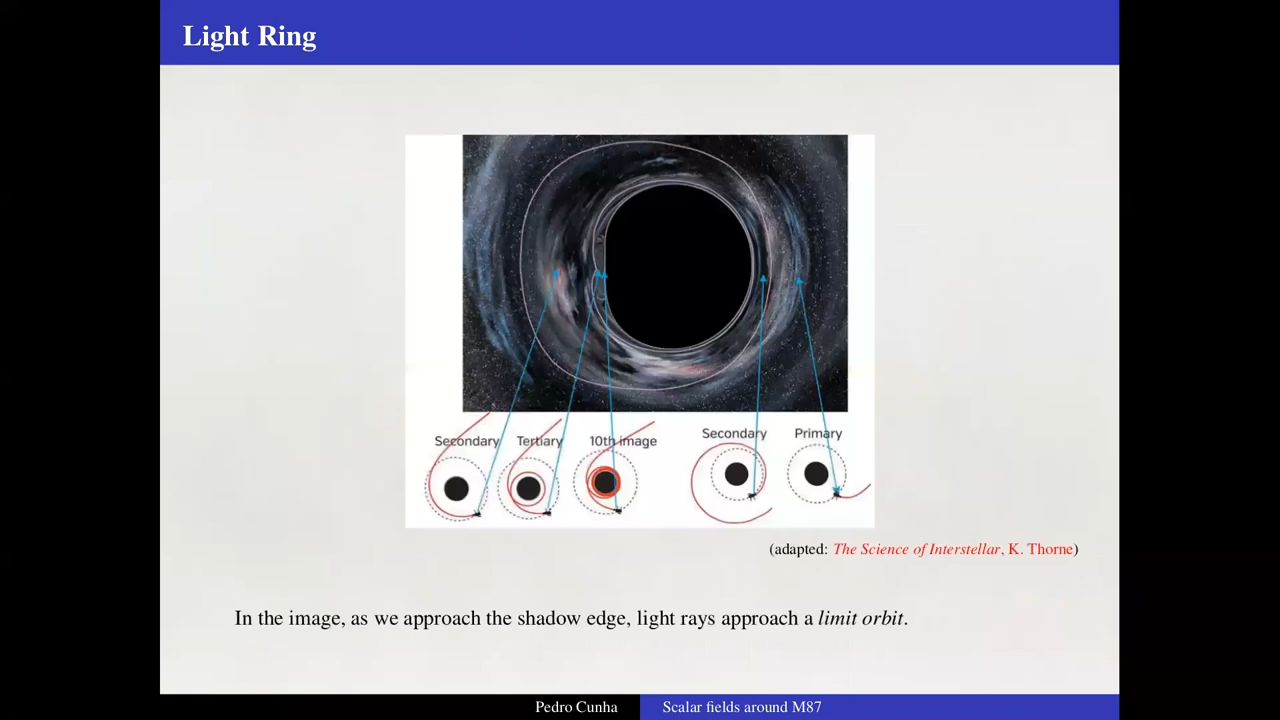 Light Ring
Secondary Tertiary 10th image Secondary Primary
(adapted: The Science of Interstellar, K. Thorne)
In the image, as we approach the shadow edge, light rays approach a limit orbit.
Pedro Cunha Scalar fields around M87